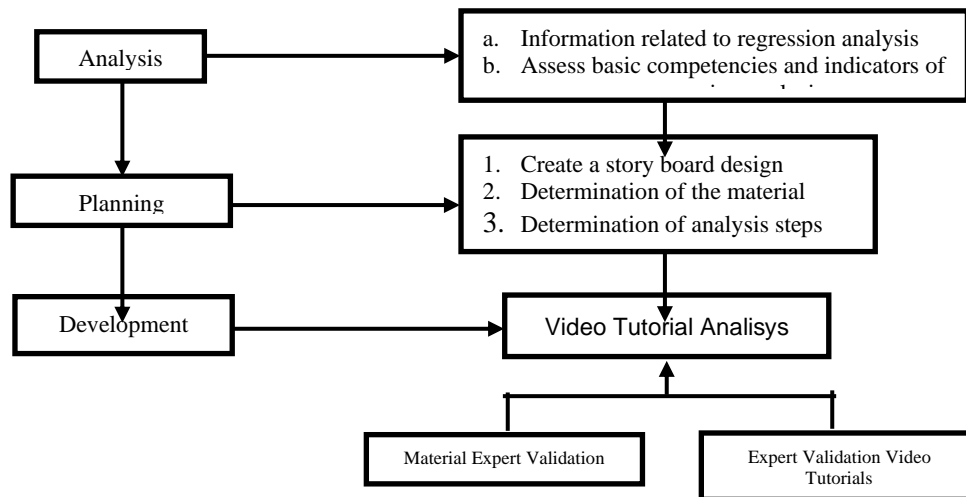 Analysis
a. Information related to regression analysis
b. Assess basic competencies and indicators of
Planning
1. Create a story board design
2. Determination of the material
3. Determination of analysis steps
Development
Video Tutorial Analisys
Material Expert Validation
Expert Validation Video
Tutorials